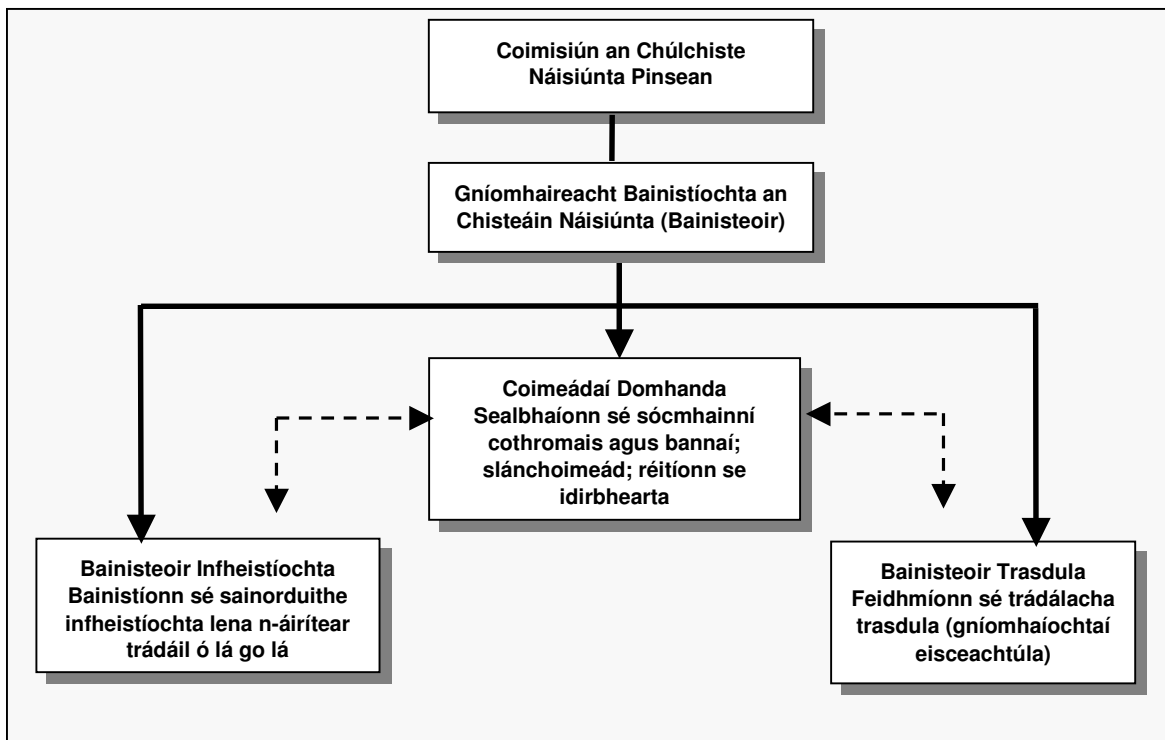 Coimisiún an Chúlchiste
Náisiúnta Pinsean
Gníomhaireacht Bainistíochta an
Chisteáin Náisiúnta (Bainisteoir)
Coimeádaí Domhanda
Sealbhaíonn sé sócmhainní
cothromais agus bannaí;
slánchoimeád; réitíonn se
idirbhearta
Bainisteoir Infheistíochta
Bainistíonn sé sainorduithe
infheistíochta lena n-áirítear
trádáil ó lá go lá
Bainisteoir Trasdula
Feidhmíonn sé trádálacha
trasdula (gníomhaíochtaí
eisceachtúla)